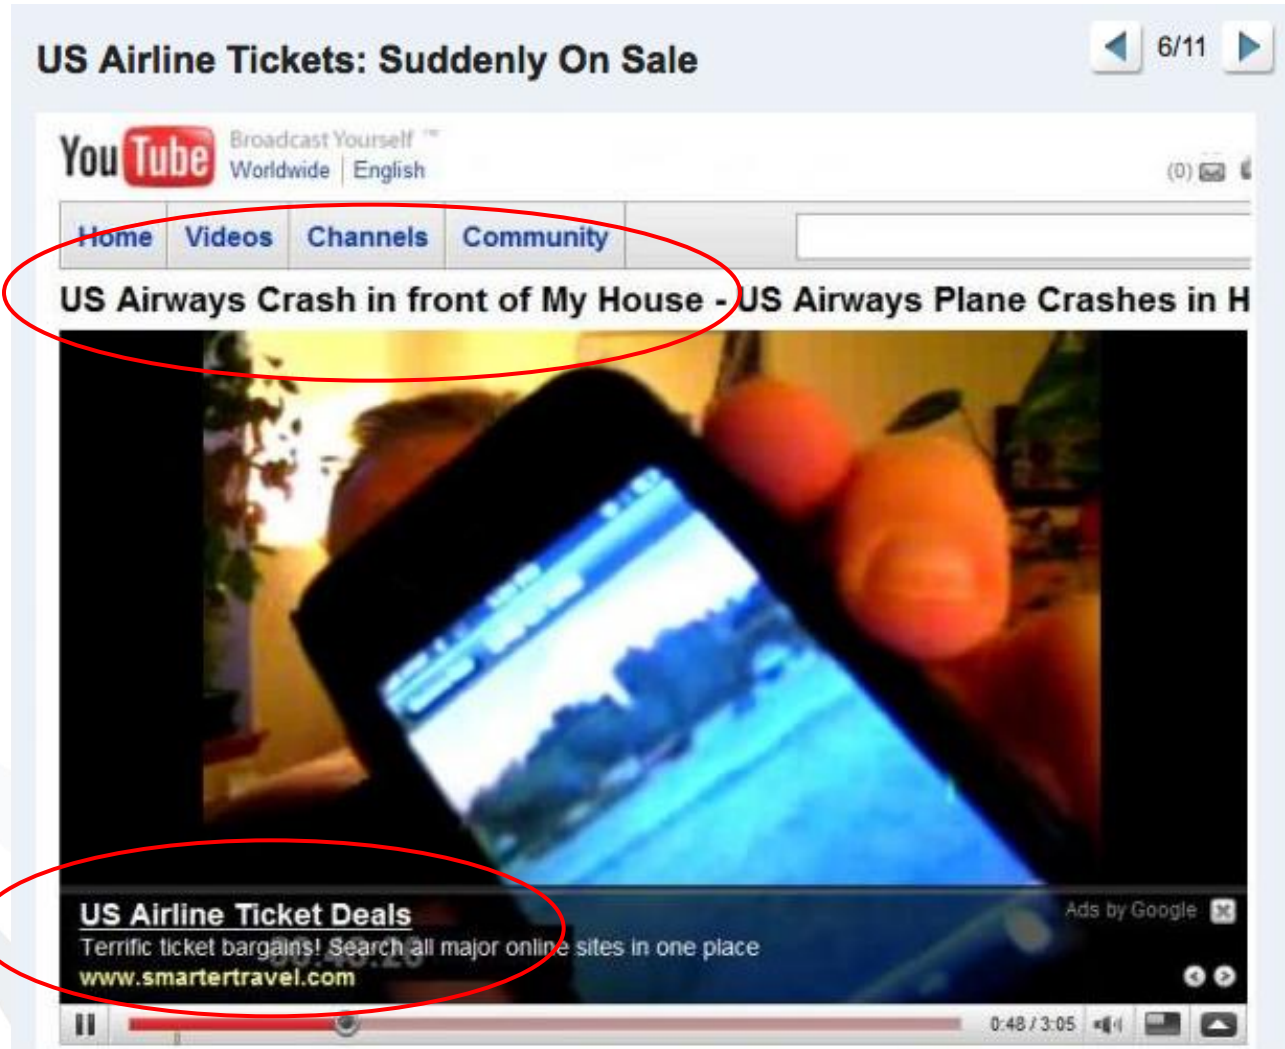 US Airline Tickets: Suddenly On Sale
6/11
YouTube
Broadcast Yourself ™
Worldwide | English
(0)
Home Videos Channels Community
US Airways Crash in front of My House - US Airways Plane Crashes in H
US Airline Ticket Deals
Ads by Google
Terrific ticket bargains! Search all major online sites in one place
www.smartertravel.com
0:48 / 3:05